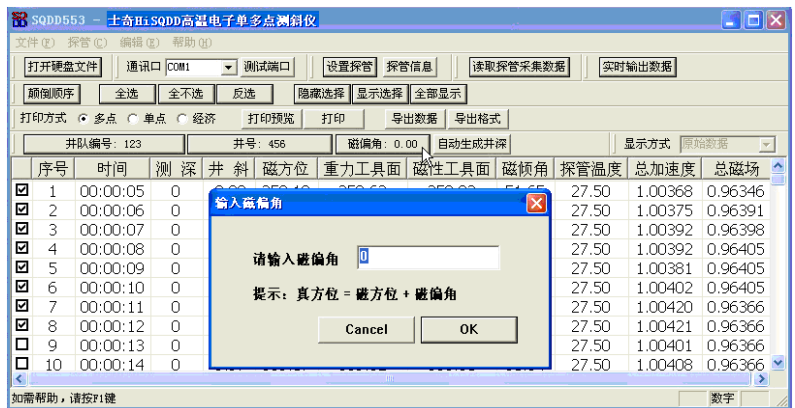 SQDD553 - 士奇HiSQDD高温电子单多点测斜仪
文件(F) 探管(C) 编辑(E) 帮助(H)
打开硬盘文件 通讯口 COM1 测试端口 设置探管 探管信息 读取探管采集数据 实时输出数据
颠倒顺序 全选 全不选 反选 隐藏选择 显示选择 全部显示
打印方式 多点 单点 经济 打印预览 打印 导出数据 导出格式
井队编号: 123 井号: 456 磁偏角: 0.00 自动生成井深 显示方式 原始数据
序号 时间 测 深 井 斜 磁方位 重力工具面 磁性工具面 磁倾角 探管温度 总加速度 总磁场
1 00:00:05 0 27.50 1.00368 0.96346
2 00:00:06 0 27.50 1.00375 0.96391
3 00:00:07 0 27.50 1.00392 0.96398
4 00:00:08 0 27.50 1.00392 0.96405
5 00:00:09 0 27.50 1.00381 0.96405
6 00:00:10 0 27.50 1.00402 0.96405
7 00:00:11 0 27.50 1.00420 0.96366
8 00:00:12 0 27.50 1.00421 0.96366
9 00:00:13 0 27.50 1.00401 0.96366
10 00:00:14 0 27.50 1.00408 0.96366
输入磁偏角
请输入磁偏角 0
提示: 真方位 = 磁方位 + 磁偏角
Cancel OK
如需帮助,请按F1键 数字